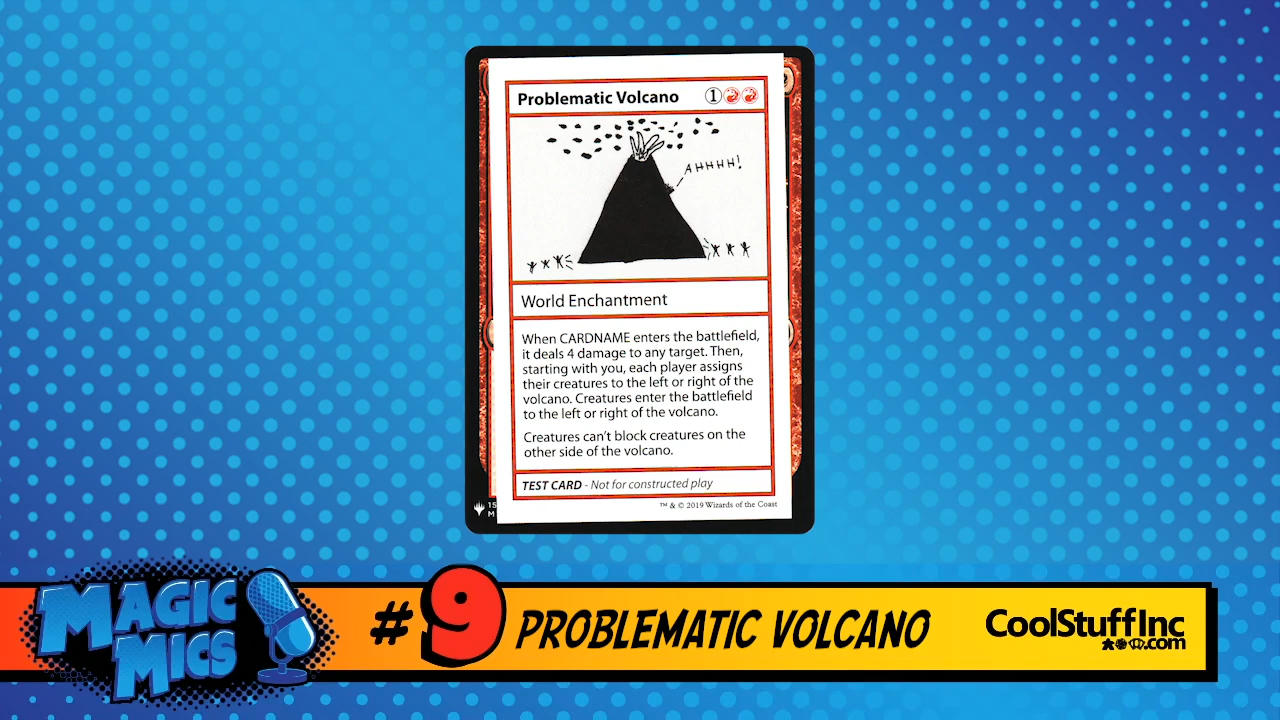 Problematic Volcano 1
AHHHH!
World Enchantment
When CARDNAME enters the battlefield,
it deals 4 damage to any target. Then,
starting with you, each player assigns
their creatures to the left or right of the
volcano. Creatures enter the battlefield
to the left or right of the volcano.
Creatures can't block creatures on the
other side of the volcano.
TEST CARD - Not for constructed play
15
M
™ & © 2019 Wizards of the Coast
MAGIC
MICS
#9 PROBLEMATIC VOLCANO
CoolStuffInc
.com